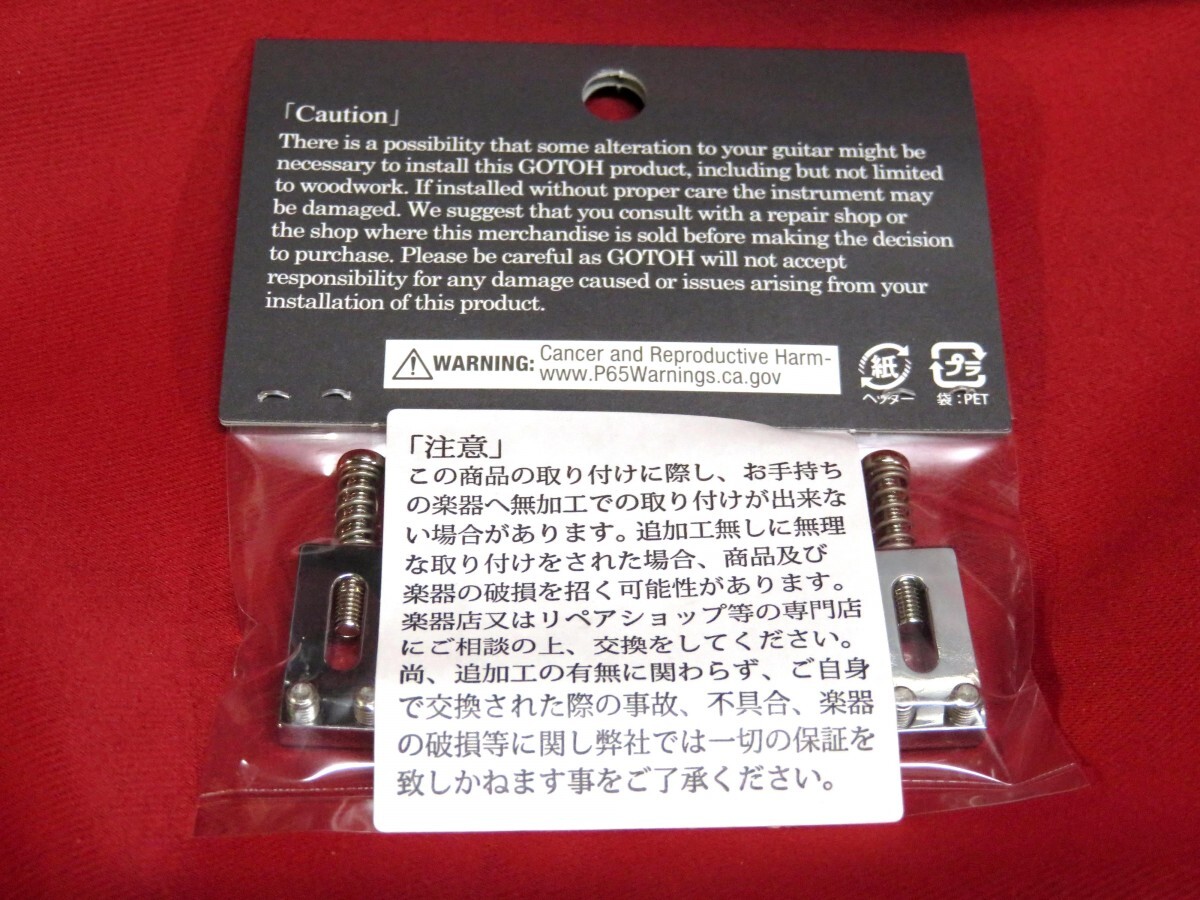 「Caution」
There is a possibility that some alteration to your guitar might be
necessary to install this GOTOH product, including but not limited
to woodwork. If installed without proper care the instrument may
be damaged. We suggest that you consult with a repair shop or
the shop where this merchandise is sold before making the decision
to purchase. Please be careful as GOTOH will not accept
responsibility for any damage caused or issues arising from your
installation of this product.
WARNING: Cancer and Reproductive Harm-
www.P65Warnings.ca.gov
紙
ヘッダー
プラ
袋:PET
「注意」
この商品の取り付けに際し、お手持ち
の楽器へ無加工での取り付けが出来な
い場合があります。追加工無しに無理
な取り付けをされた場合、商品及び
楽器の破損を招く可能性があります。
楽器店又はリペアショップ等の専門店
にご相談の上、交換をしてください。
尚、追加工の有無に関わらず、ご自身
で交換された際の事故、不具合、楽器
の破損等に関し弊社では一切の保証を
致しかねます事をご了承ください。